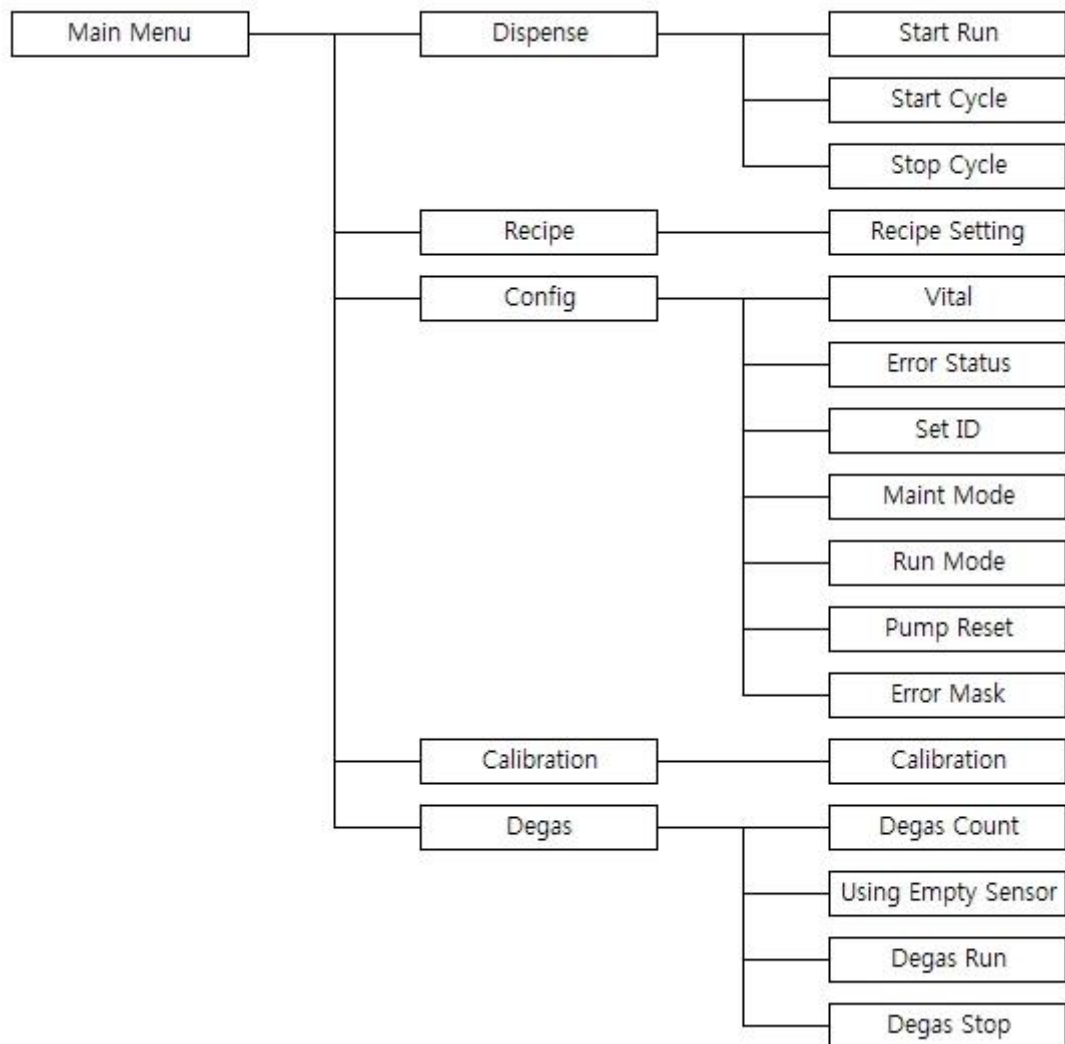 Main Menu
Dispense
Start Run
Start Cycle
Stop Cycle
Recipe
Recipe Setting
Config
Vital
Error Status
Set ID
Maint Mode
Run Mode
Pump Reset
Error Mask
Calibration
Calibration
Degas
Degas Count
Using Empty Sensor
Degas Run
Degas Stop